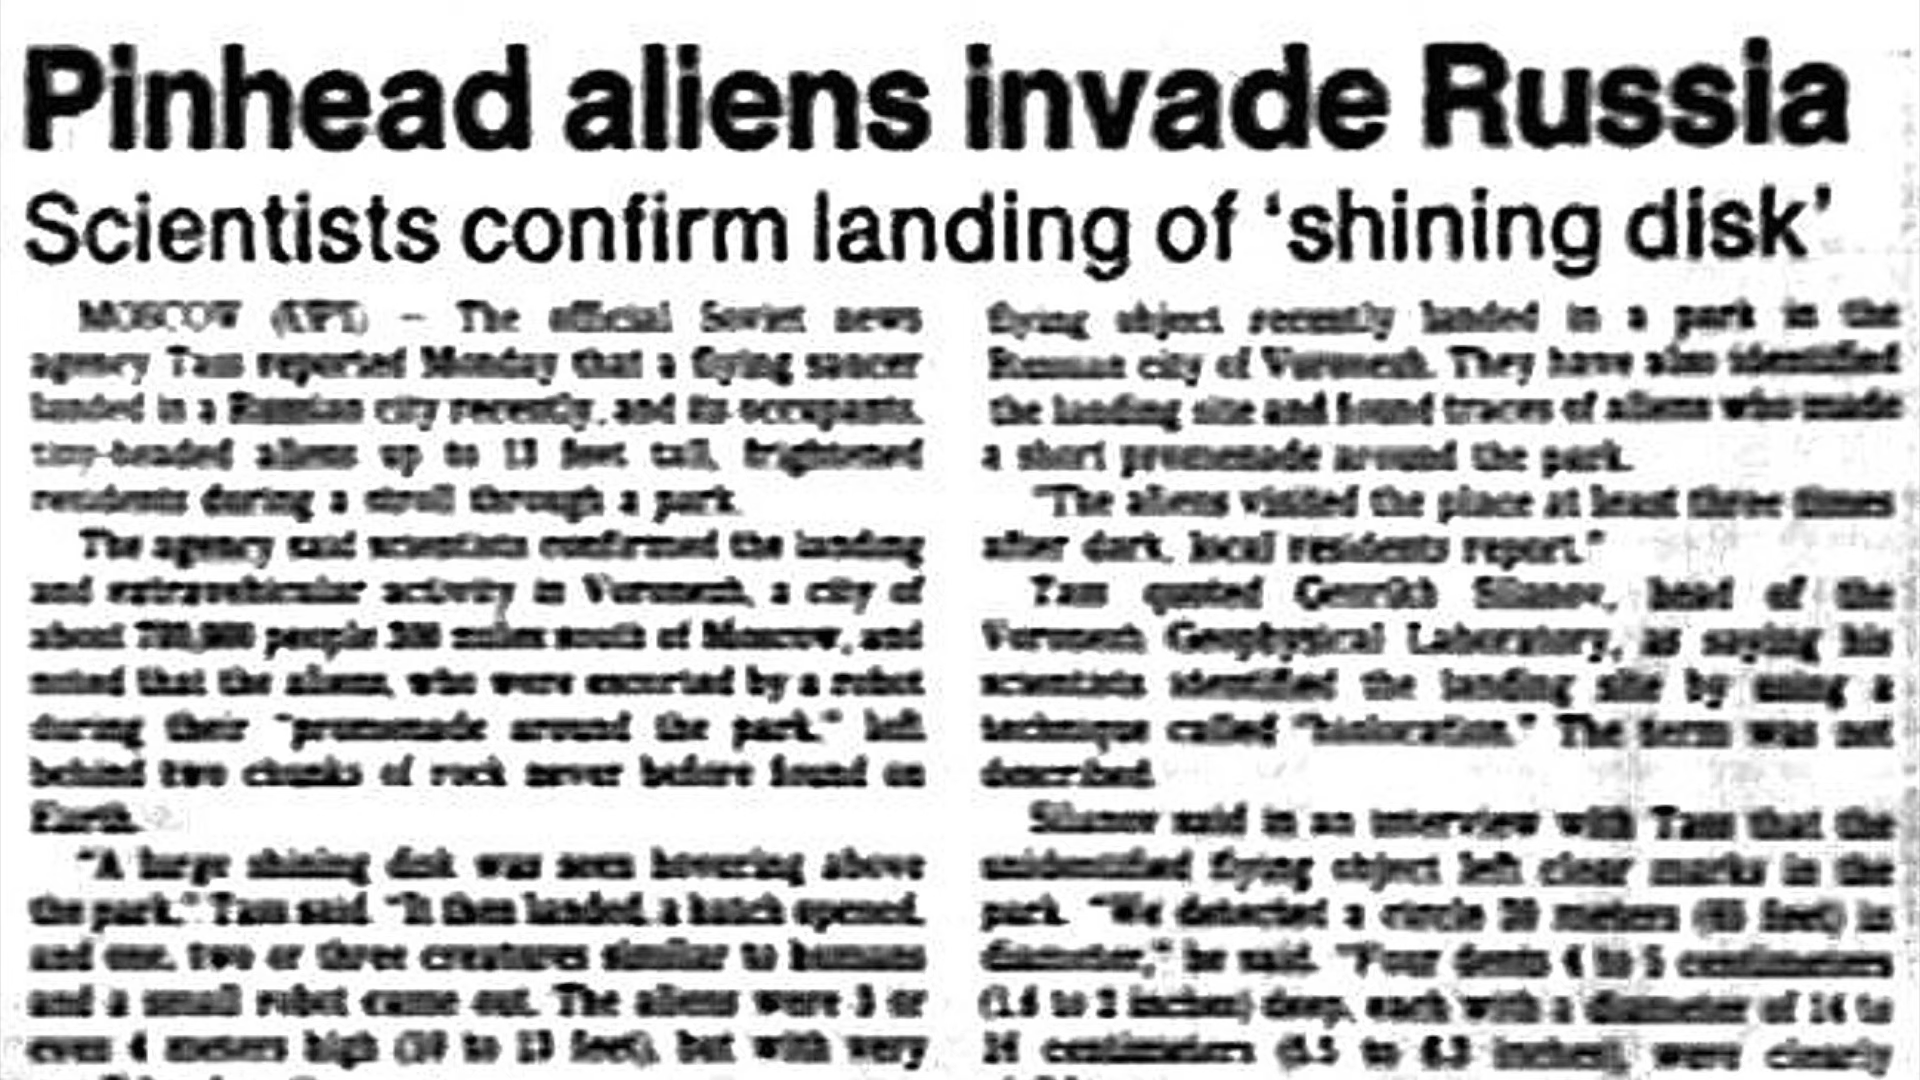 Pinhead aliens invade Russia
Scientists confirm landing of 'shining disk'
MOSCOW (UPI) — The official Soviet news
agency Tass reported Monday that a flying saucer
landed in a Russian city recently, and its occupants,
tiny-headed aliens up to 13 feet tall, frightened
residents during a stroll through a park.
The agency said scientists confirmed the landing
and extravehicular activity in Voronezh, a city of
about people 300 miles south of Moscow, and
noted that the aliens, who were escorted by a robot
during their "promenade around the park," left
behind two chunks of rock never before found on
Earth.
"A large shining disk was seen hovering above
the park," Tass said. "It then landed, a hatch opened,
and one, two or three creatures similar to humans
and a small robot came out. The aliens were 3 or
even 4 meters high (10 to 13 feet), but with very
flying object recently landed in a park in the
Russian city of Voronezh. They have also identified
the landing site and found traces of aliens who made
a short promenade around the park.
"The aliens visited the place at least three times
after dark, local residents report."
Tass quoted Genrikh Silanov, head of the
Voronezh Geophysical Laboratory, as saying his
scientists identified the landing site by using a
technique called "biolocation." The term was not
described.
Silanov said in an interview with Tass that the
unidentified flying object left clear marks in the
park. "We detected a circle 20 meters feet) in
diameter," he said. "Four dents 4 to 5 centimeters
to 2 inches) deep, each with a diameter of 14 to
16 centimeters (5.5 to 6.3 inches), were clearly